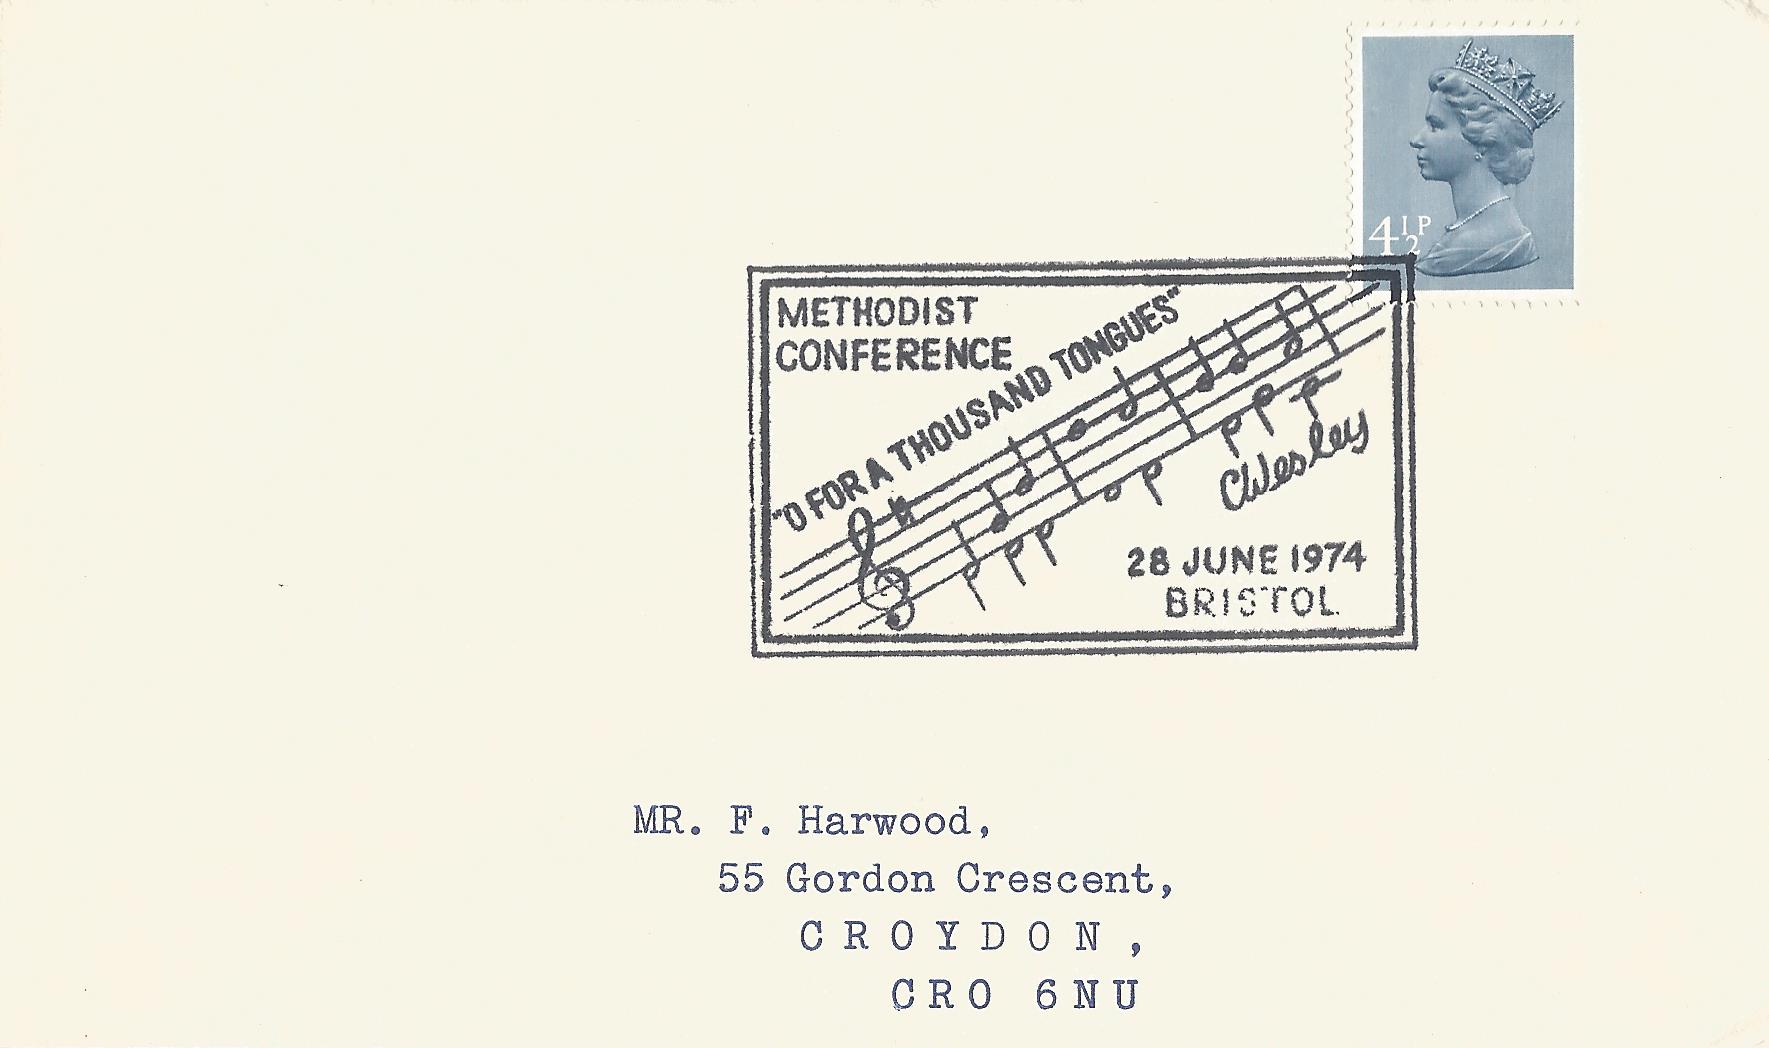 4½P
METHODIST
CONFERENCE
"O FOR A THOUSAND TONGUES"
CWesley
28 JUNE 1974
BRISTOL
MR. F. Harwood,
55 Gordon Crescent,
CROYDON,
CRO 6NU